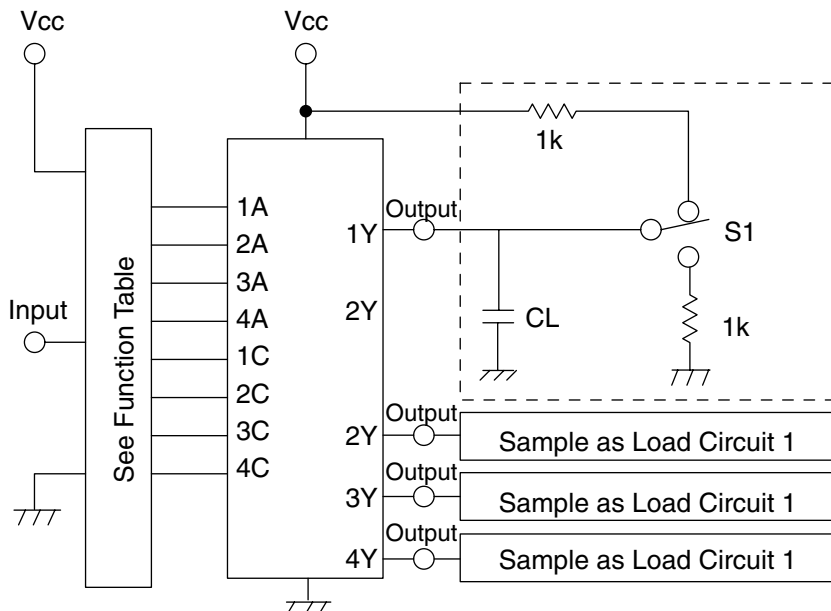 Vcc
Vcc
1k
Output
1A
1Y
S1
2A
3A
2Y
Input
4A
CL
1k
See Function Table
1C
2C
Output
3C
2Y
Sample as Load Circuit 1
4C
Output
3Y
Sample as Load Circuit 1
Output
4Y
Sample as Load Circuit 1